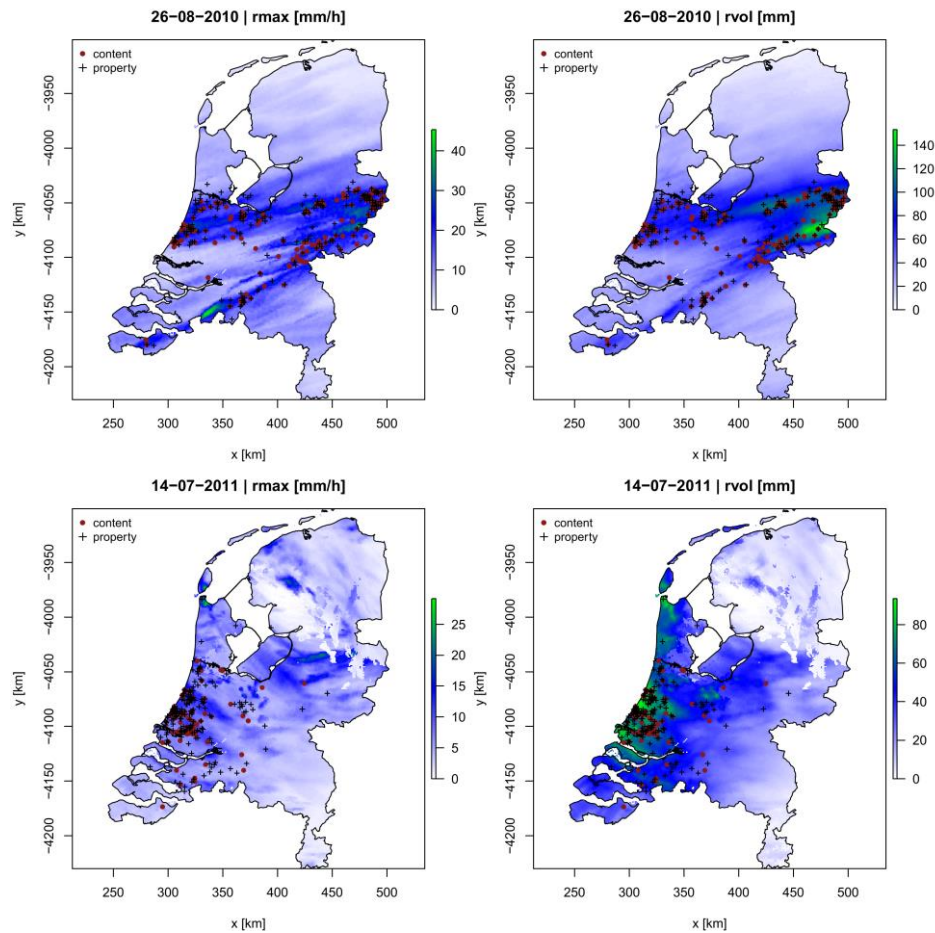 26−08−2010 | rmax [mm/h]
content
property
y [km]
−3950
−4000
−4050
−4100
−4150
−4200
250 300 350 400 450 500
x [km]
40
30
20
10
0
26−08−2010 | rvol [mm]
content
property
y [km]
−3950
−4000
−4050
−4100
−4150
−4200
250 300 350 400 450 500
x [km]
140
120
100
80
60
40
20
0
14−07−2011 | rmax [mm/h]
content
property
y [km]
−3950
−4000
−4050
−4100
−4150
−4200
250 300 350 400 450 500
x [km]
25
20
15
10
5
0
14−07−2011 | rvol [mm]
content
property
y [km]
−3950
−4000
−4050
−4100
−4150
−4200
250 300 350 400 450 500
x [km]
80
60
40
20
0